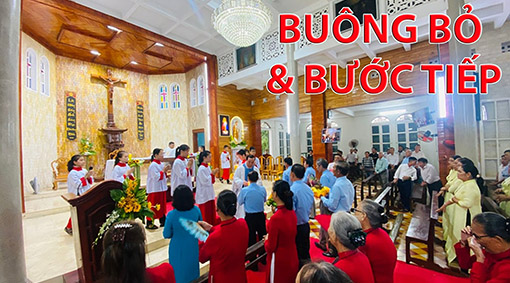 BUÔNG BỎ
& BƯỚC TIẾP